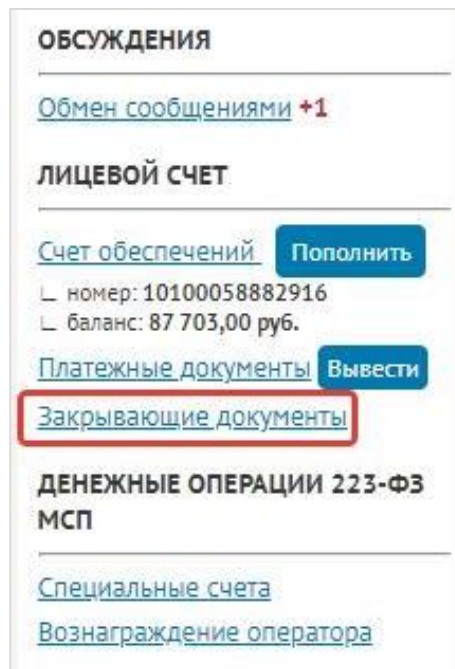 ОБСУЖДЕНИЯ
Обмен сообщениями +1
ЛИЦЕВОЙ СЧЕТ
Счет обеспечений Пополнить
∟ номер: 10100058882916
∟ баланс: 87 703,00 руб.
Платежные документы Вывести
Закрывающие документы
ДЕНЕЖНЫЕ ОПЕРАЦИИ 223-ФЗ
МСП
Специальные счета
Вознаграждение оператора